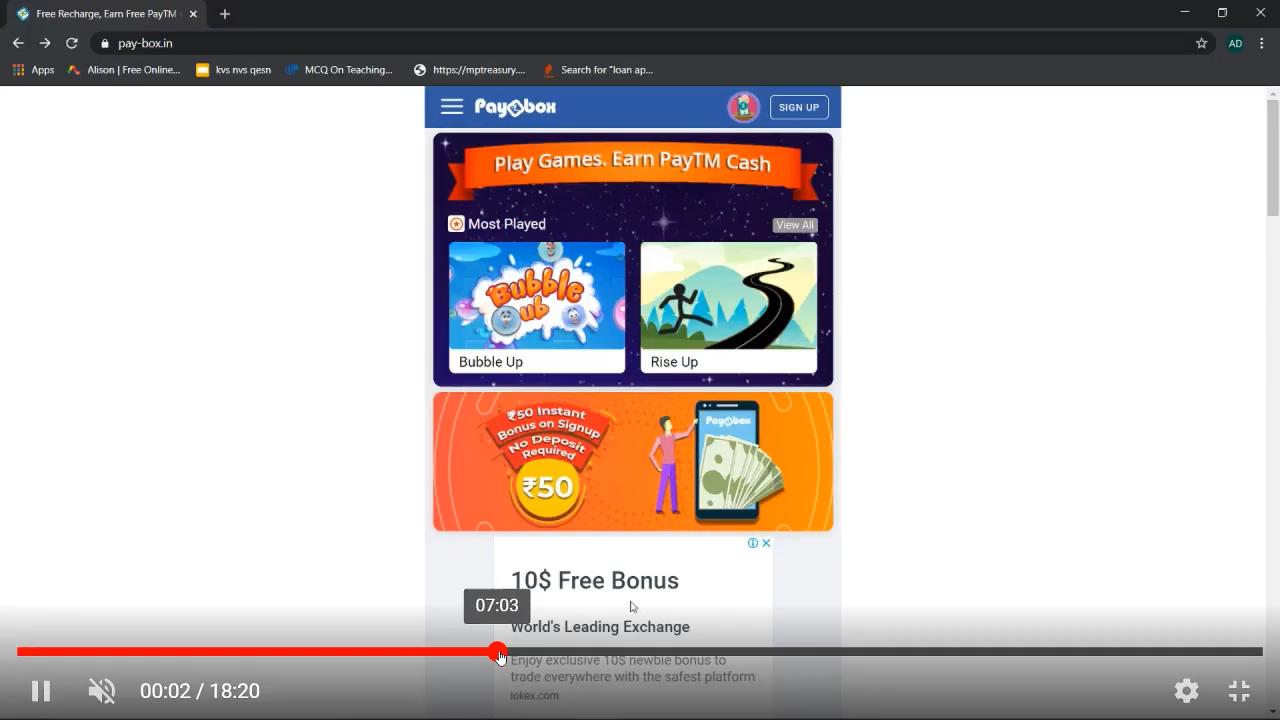 Free Recharge, Earn Free PayTM
pay-box.in
AD
Apps
Alison | Free Online...
kvs nvs qesn
MCQ On Teaching...
https://mptreasury....
Search for "loan ap...
Paybox
SIGN UP
Play Games. Earn PayTM Cash
Most Played
View All
Bubble
Up
Bubble Up
Rise Up
₹50 Instant
Bonus on Signup
No Deposit
Required
₹50
Paybox
10$ Free Bonus
07:03
World's Leading Exchange
Enjoy exclusive 10$ newbie bonus to
trade everywhere with the safest platform
lokex.com
00:02 / 18:20